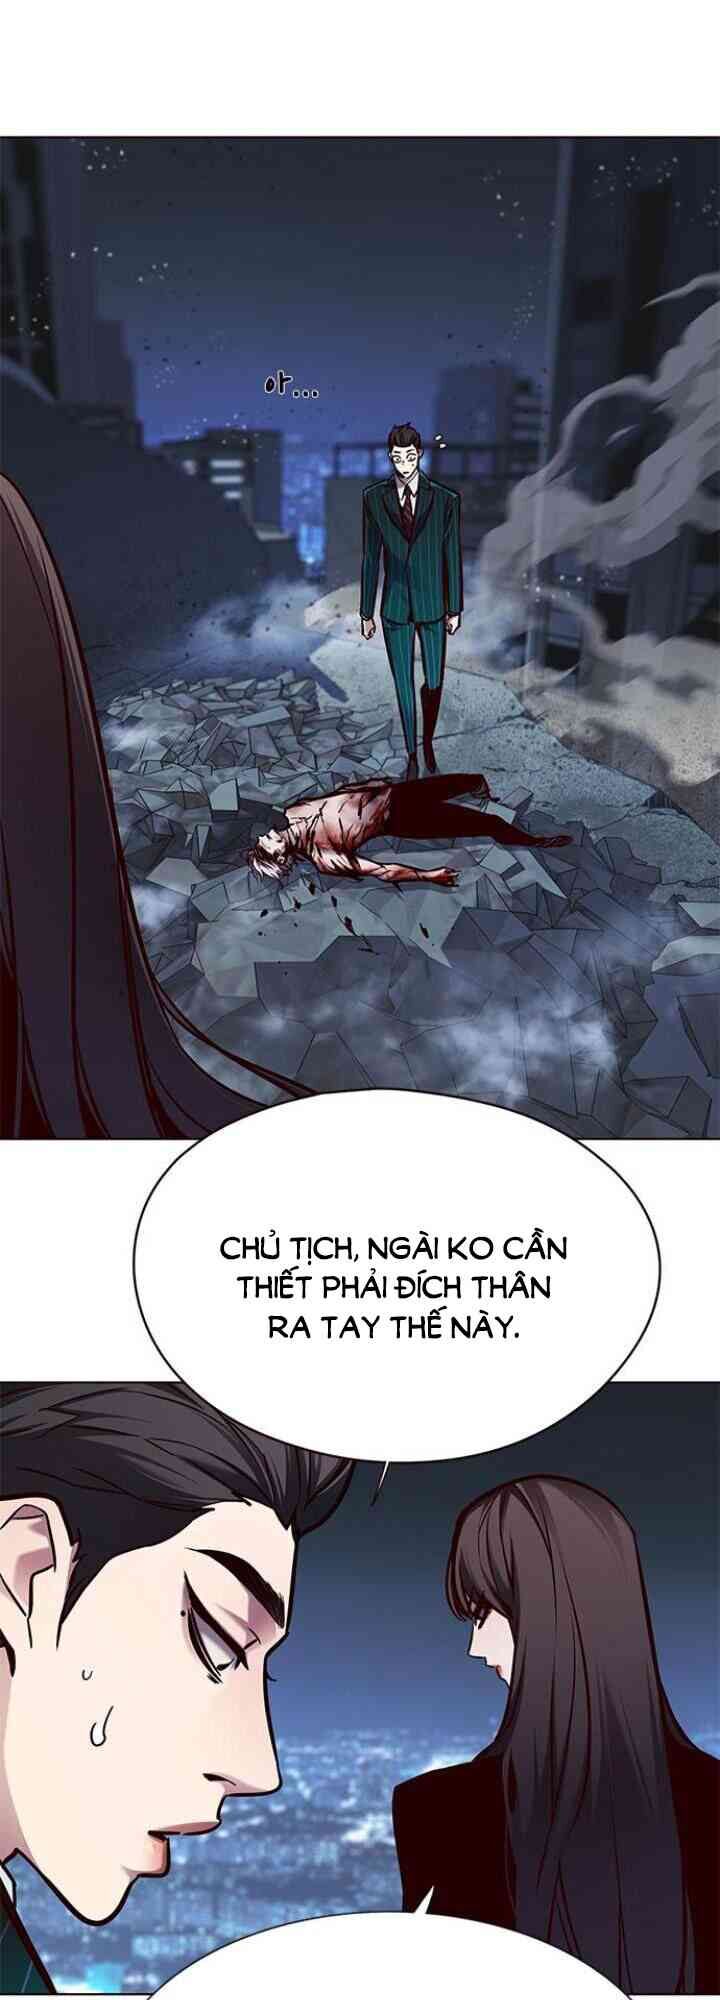 아...
CHỦ TỊCH, NGÀI KO CẦN
THIẾT PHẢI ĐÍCH THÂN
RA TAY THẾ NÀY.